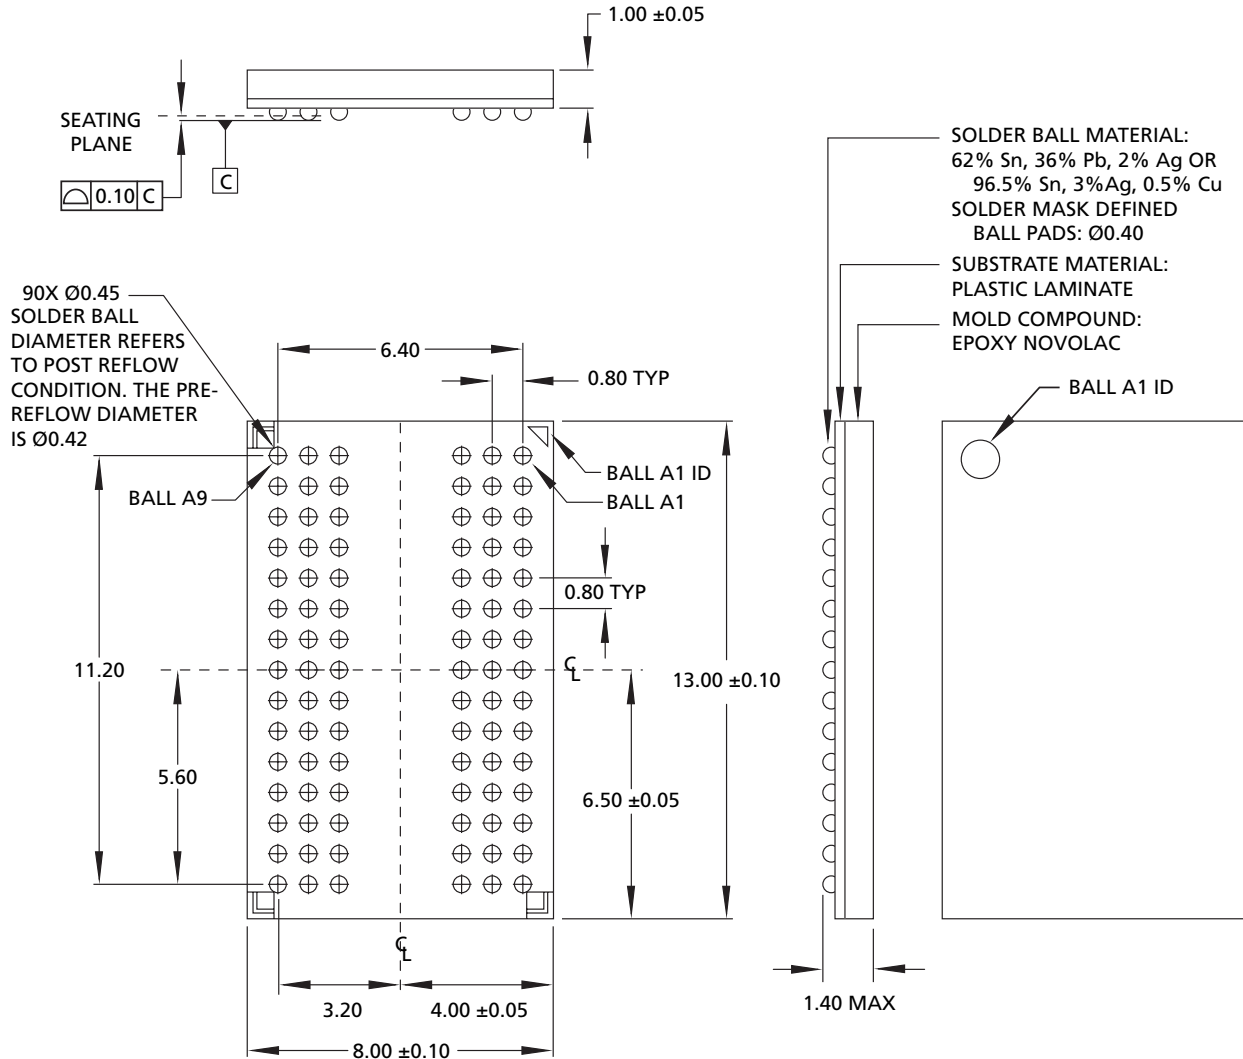 1.00 ±0.05
SEATING
PLANE
C
0.10 C
SOLDER BALL MATERIAL:
62% Sn, 36% Pb, 2% Ag OR
96.5% Sn, 3%Ag, 0.5% Cu
SOLDER MASK DEFINED
BALL PADS: Ø0.40
SUBSTRATE MATERIAL:
PLASTIC LAMINATE
MOLD COMPOUND:
EPOXY NOVOLAC
90X Ø0.45
SOLDER BALL
DIAMETER REFERS
TO POST REFLOW
CONDITION. THE PRE-
REFLOW DIAMETER
IS Ø0.42
6.40
0.80 TYP
BALL A1 ID
BALL A9
BALL A1 ID
BALL A1
0.80 TYP
11.20
CL
13.00 ±0.10
5.60
6.50 ±0.05
CL
3.20
4.00 ±0.05
8.00 ±0.10
1.40 MAX